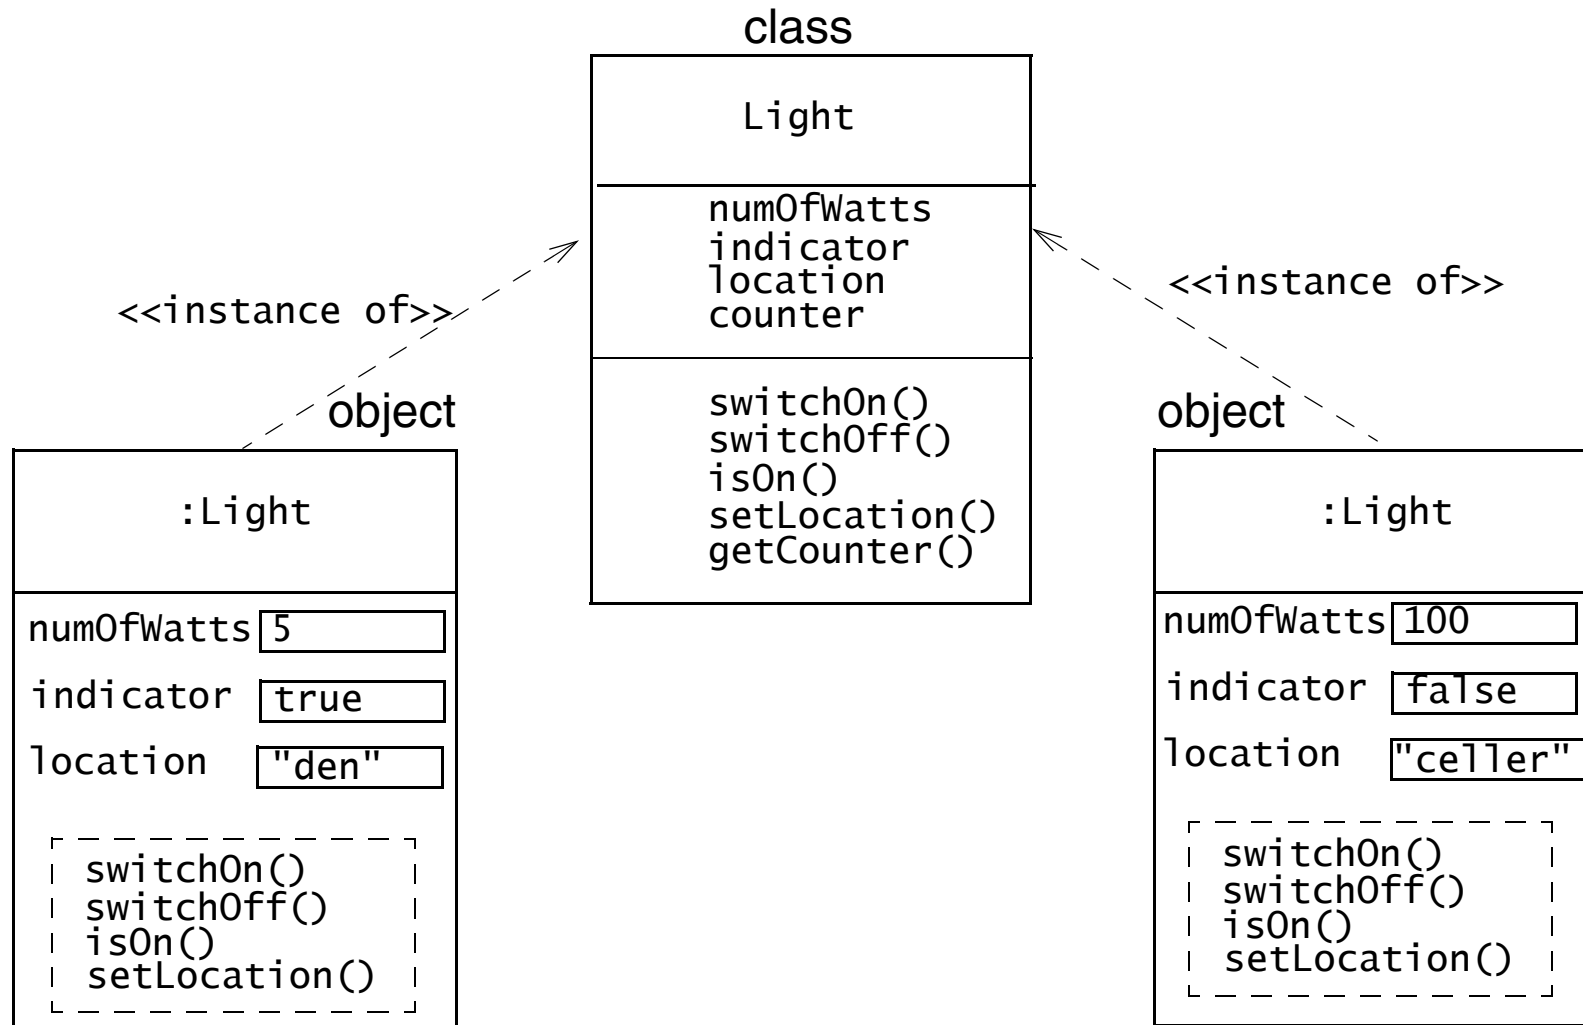 class
Light
numOfWatts
indicator
location
counter
switchOn()
switchOff()
isOn()
setLocation()
getCounter()
<<instance of>>
<<instance of>>
object
:Light
numOfWatts 5
indicator true
location "den"
switchOn()
switchOff()
isOn()
setLocation()
object
:Light
numOfWatts 100
indicator false
location "celler"
switchOn()
switchOff()
isOn()
setLocation()